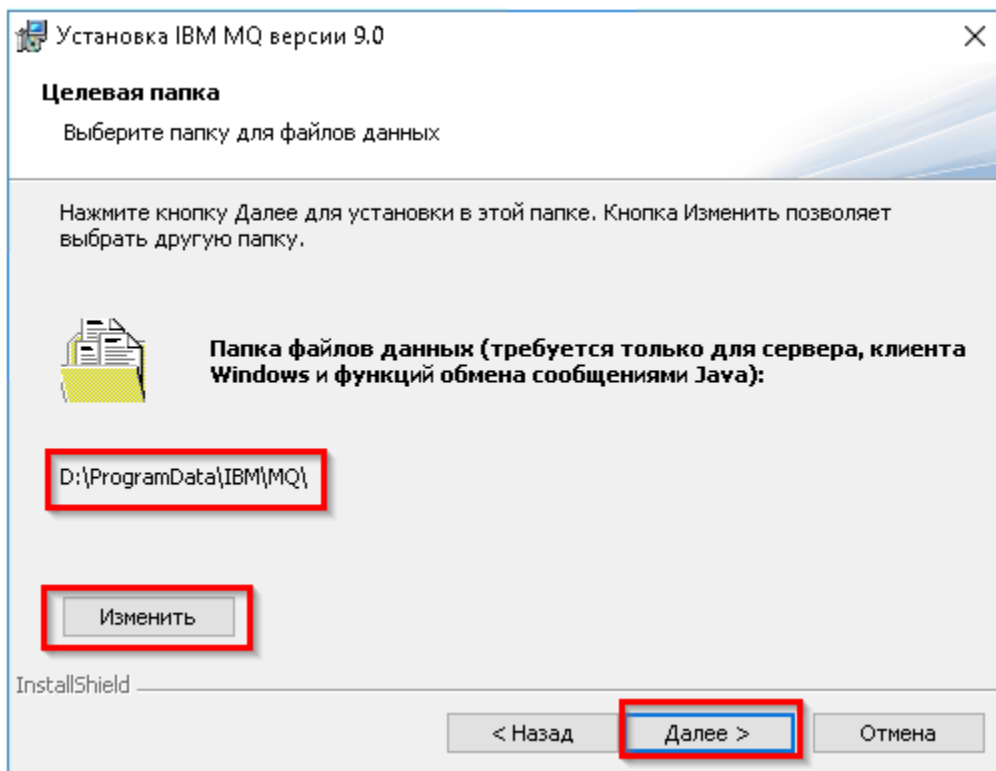 Установка IBM MQ версии 9.0
Целевая папка
Выберите папку для файлов данных
Нажмите кнопку Далее для установки в этой папке. Кнопка Изменить позволяет
выбрать другую папку.
Папка файлов данных (требуется только для сервера, клиента
Windows и функций обмена сообщениями Java):
D:\ProgramData\IBM\MQ\
Изменить
InstallShield
< Назад
Далее >
Отмена